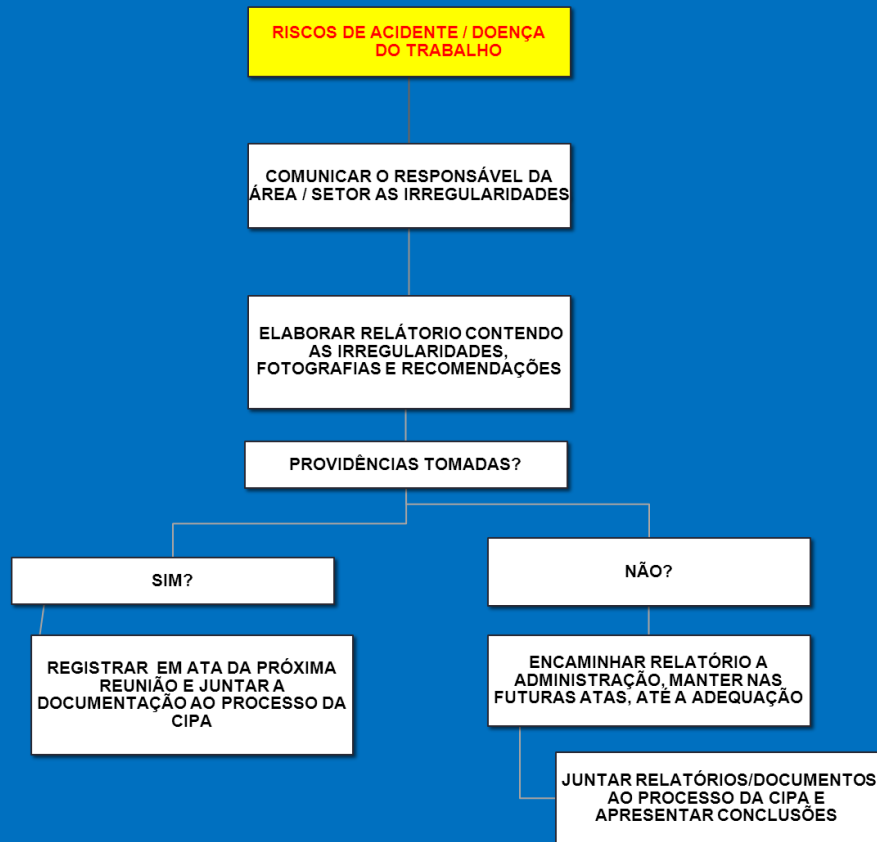 RISCOS DE ACIDENTE / DOENÇA
DO TRABALHO
COMUNICAR O RESPONSÁVEL DA
ÁREA / SETOR AS IRREGULARIDADES
ELABORAR RELÁTORIO CONTENDO
AS IRREGULARIDADES,
FOTOGRAFIAS E RECOMENDAÇÕES
PROVIDÊNCIAS TOMADAS?
SIM?
REGISTRAR EM ATA DA PRÓXIMA
REUNIÃO E JUNTAR A
DOCUMENTAÇÃO AO PROCESSO DA
CIPA
NÃO?
ENCAMINHAR RELATÓRIO A
ADMINISTRAÇÃO, MANTER NAS
FUTURAS ATAS, ATÉ A ADEQUAÇÃO
JUNTAR RELATÓRIOS/DOCUMENTOS
AO PROCESSO DA CIPA E
APRESENTAR CONCLUSÕES